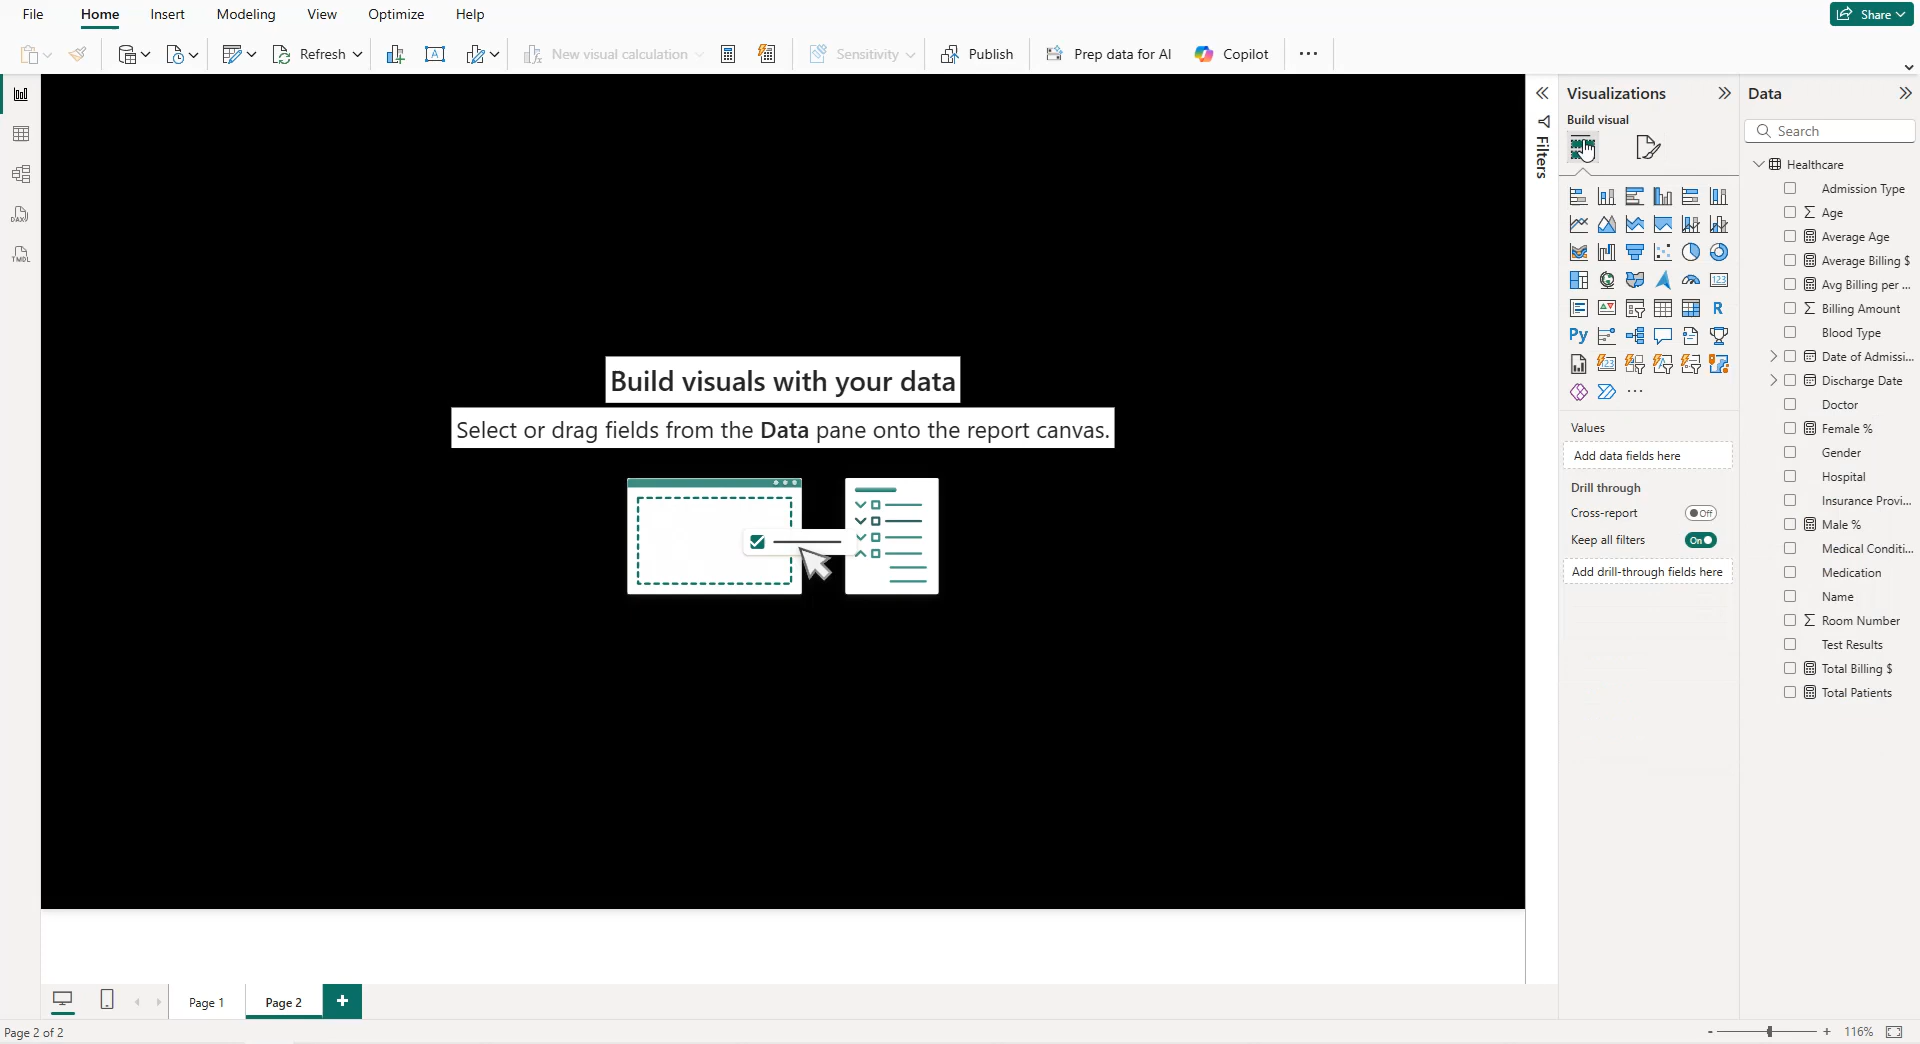 File Home Insert Modeling View Optimize Help
Share
Refresh
New visual calculation
Sensitivity
Publish
Prep data for AI
Copilot
DAX
TMDL
Build visuals with your data
Select or drag fields from the Data pane onto the report canvas.
Filters
Visualizations
Build visual
123
R
Py
123
Values
Add data fields here
Drill through
Cross-report Off
Keep all filters On
Add drill-through fields here
Data
Search
Healthcare
Admission Type
Age
Average Age
Average Billing $
Avg Billing per ...
Billing Amount
Blood Type
Date of Admissi...
Discharge Date
Doctor
Female %
Gender
Hospital
Insurance Provi...
Male %
Medical Conditi...
Medication
Name
Room Number
Test Results
Total Billing $
Total Patients
Page 1
Page 2
+
Page 2 of 2
- + 116%